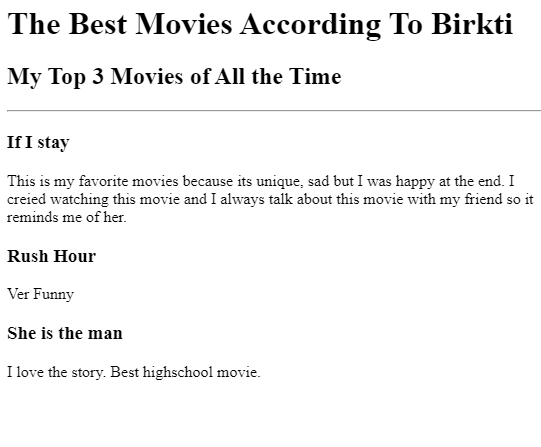 The Best Movies According To Birkti
My Top 3 Movies of All the Time
If I stay
This is my favorite movies because its unique, sad but I was happy at the end. I
creied watching this movie and I always talk about this movie with my friend so it
reminds me of her.
Rush Hour
Ver Funny
She is the man
I love the story. Best highschool movie.